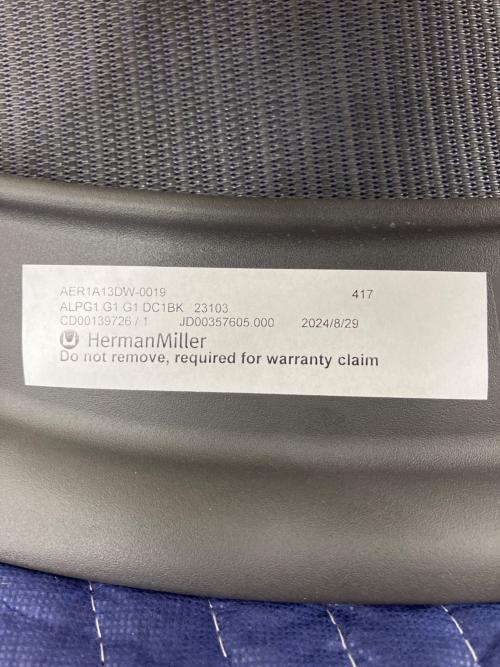 AER1A13DW-0019 417
ALPG1 G1 G1 DC1BK 23103
CD00139726 / 1 JD00357605.000 2024/8/29
HermanMiller
Do not remove, required for warranty claim